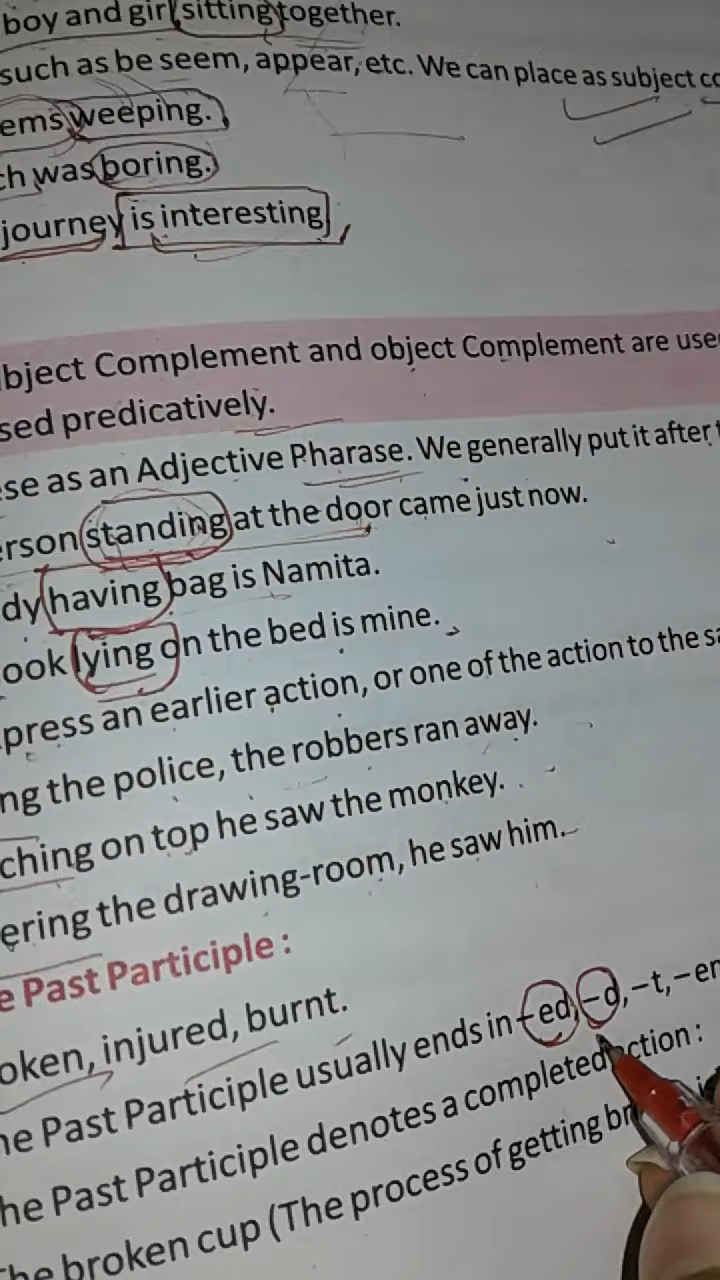 boy and girl sitting together.
such as be seem, appear, etc. We can place as subject co
ems weeping.
ch was boring.
journey is interesting
bject Complement and object Complement are use
sed predicatively.
ese as an Adjective Pharase. We generally put it after t
erson standing at the door came just now.
dy having bag is Namita.
ook lying on the bed is mine.
press an earlier action, or one of the action to the sa
ng the police, the robbers ran away.
ching on top he saw the monkey.
ering the drawing-room, he saw him.
e Past Participle :
oken, injured, burnt.
he Past Participle usually ends in –ed, –d, –t, –en
he Past Participle denotes a completed action :
he broken cup (The process of getting br